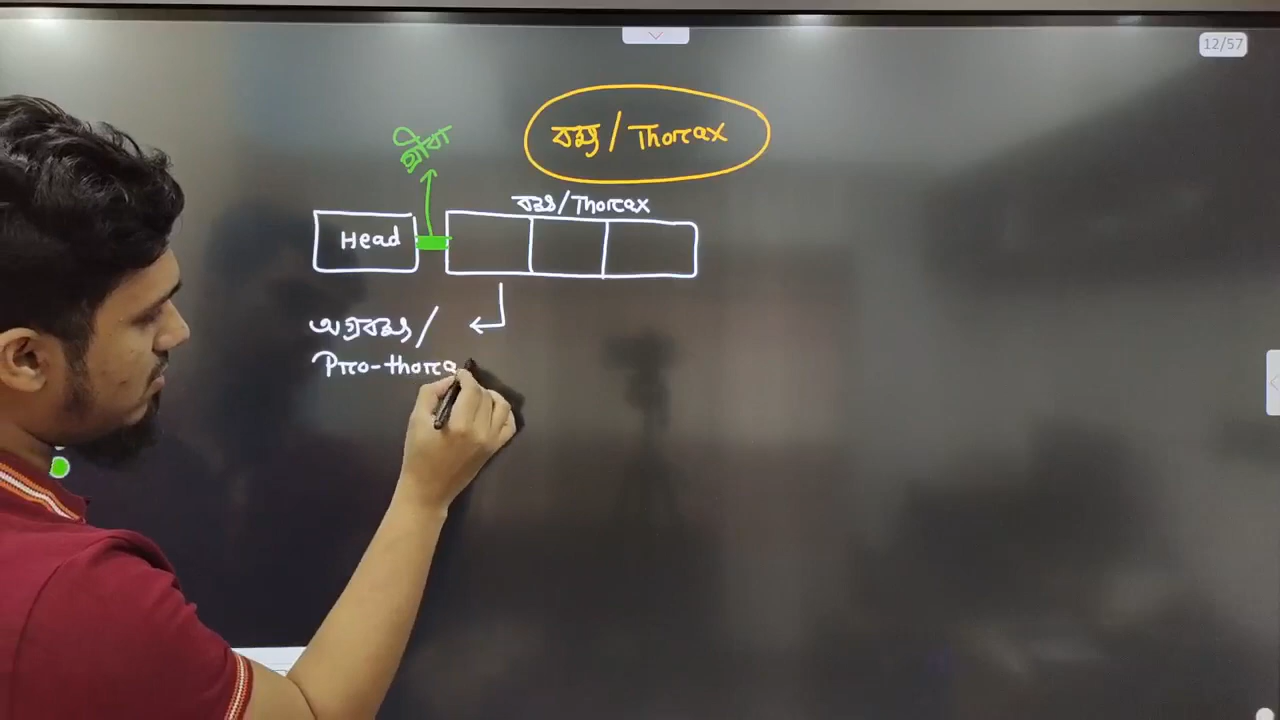 12/57
বক্ষ / Thorax
গ্রীবা
বক্ষ/Thorax
Head
অগ্রবক্ষ/
Pro-thora